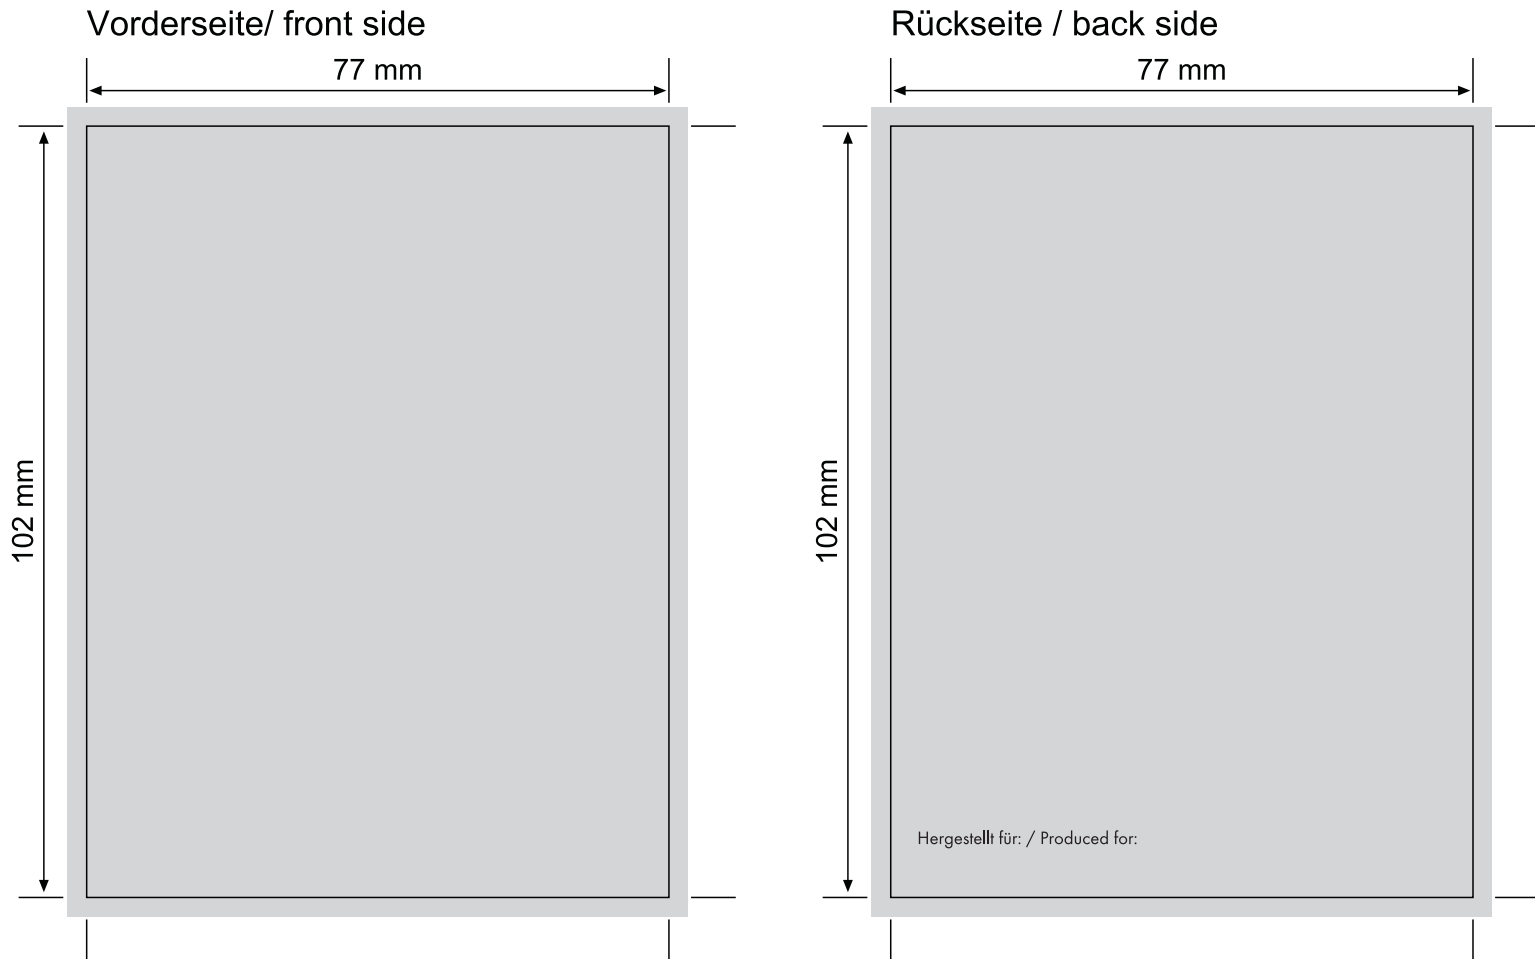 Vorderseite/ front side
77 mm
102 mm
Rückseite / back side
77 mm
102 mm
Hergestellt für: / Produced for: